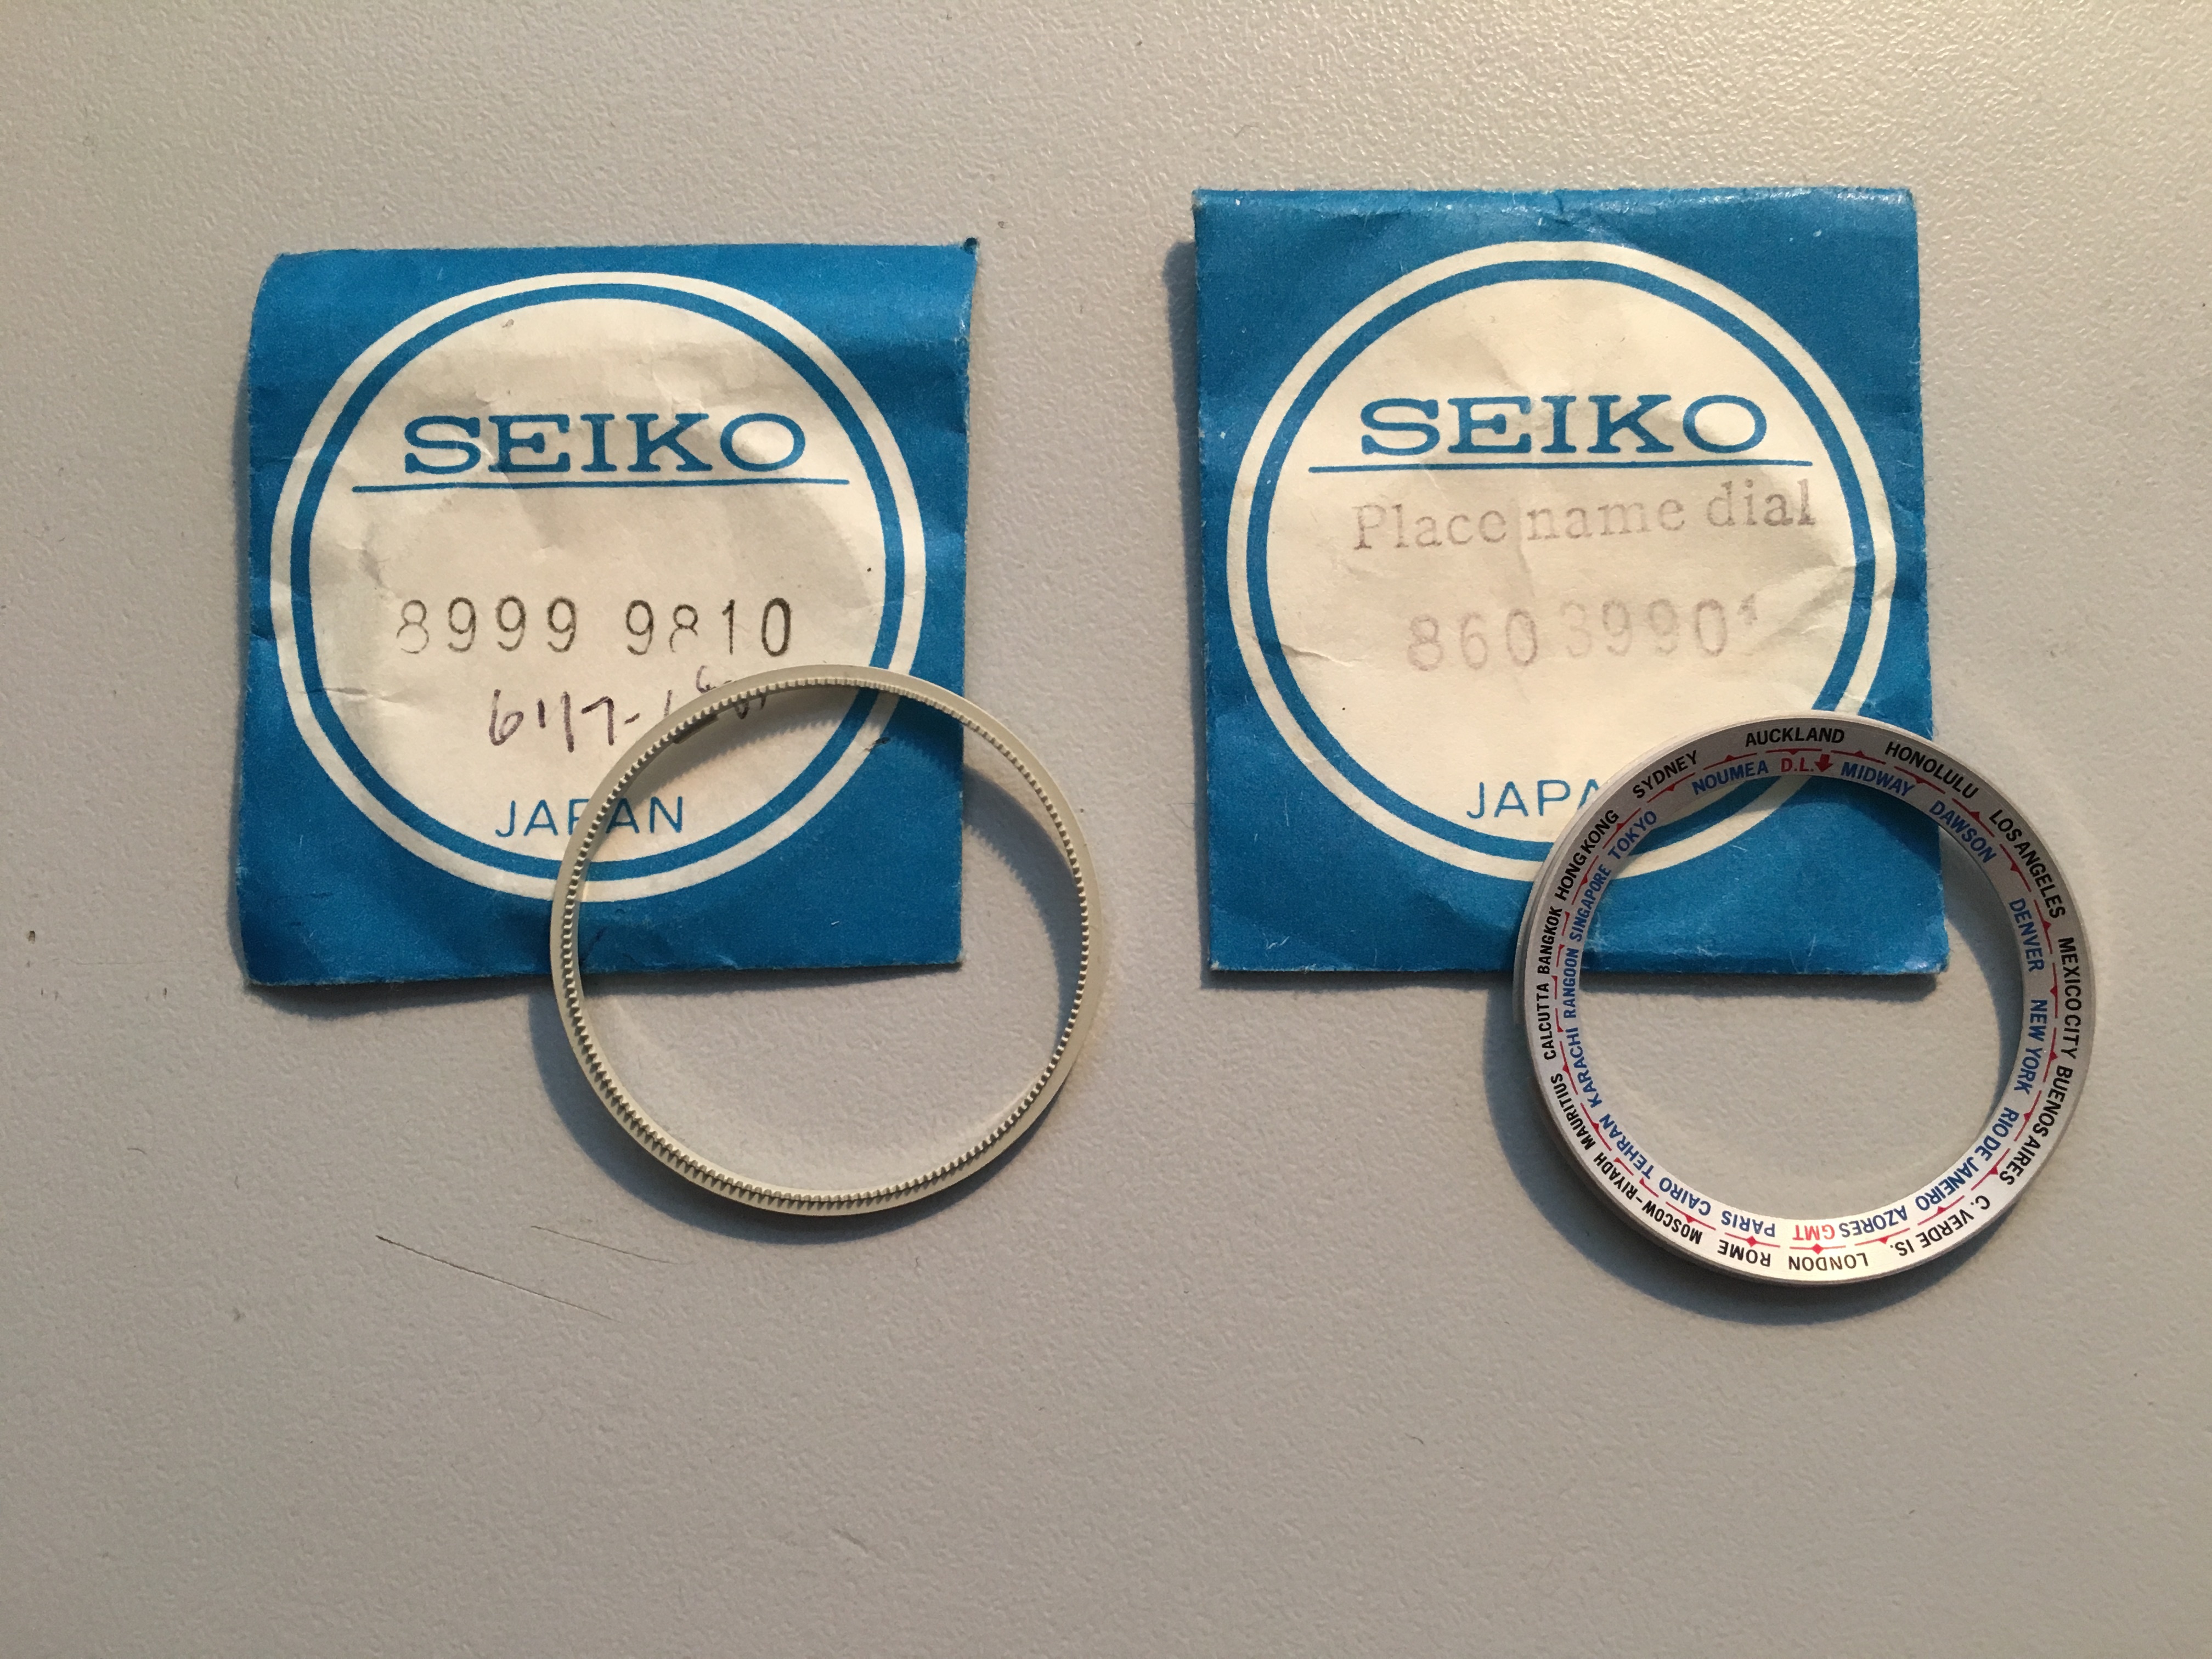 SEIKO
8999 9810
6117-
JAPAN
SEIKO
Place name dial
86039901
JAPA
AUCKLAND HONOLULU LOS ANGELES MEXICO CITY BUENOS AIRES C. VERDE IS. LONDON ROME MOSCOW-RIYADH MAURITIUS CALCUTTA BANGKOK HONG KONG SYDNEY
D.L. MIDWAY DAWSON DENVER NEW YORK RIO DE JANEIRO AZORES GMT PARIS CAIRO TEHRAN KARACHI RANGOON SINGAPORE TOKYO NOUMEA